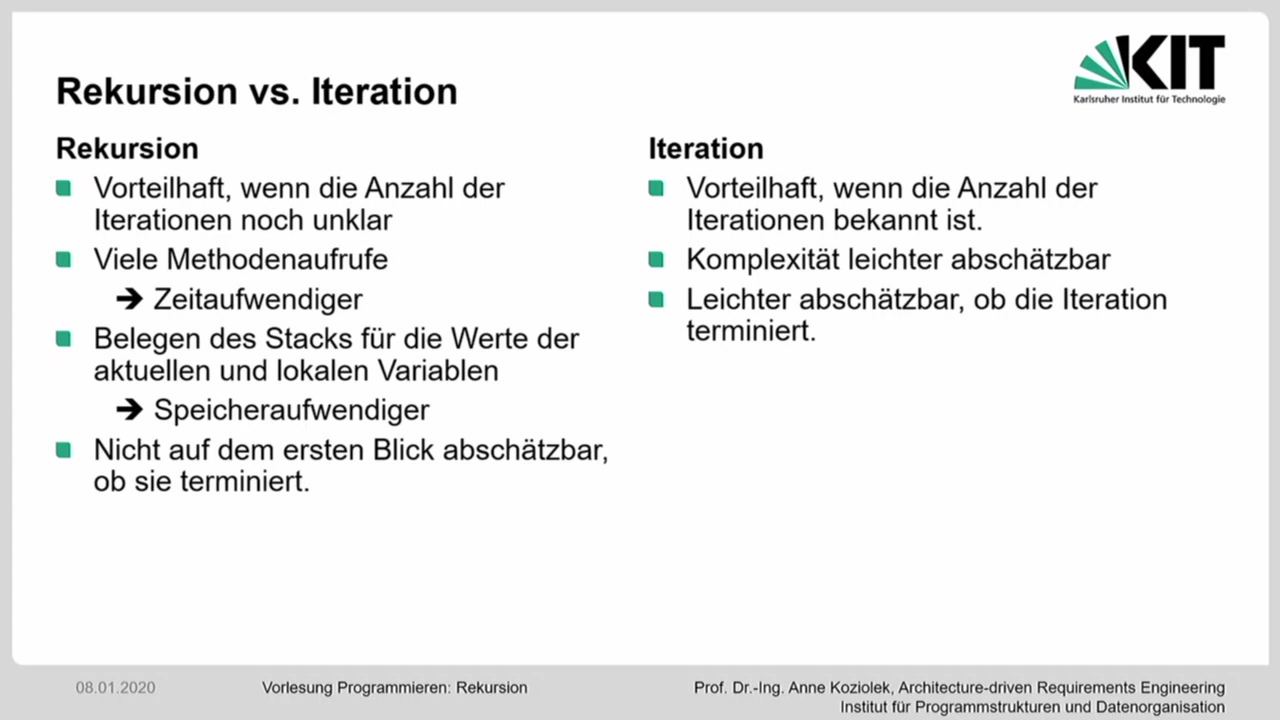 KIT
Karlsruher Institut für Technologie
Rekursion vs. Iteration
Rekursion
Vorteilhaft, wenn die Anzahl der
Iterationen noch unklar
Viele Methodenaufrufe
➔ Zeitaufwendiger
Belegen des Stacks für die Werte der
aktuellen und lokalen Variablen
➔ Speicheraufwendiger
Nicht auf dem ersten Blick abschätzbar,
ob sie terminiert.
Iteration
Vorteilhaft, wenn die Anzahl der
Iterationen bekannt ist.
Komplexität leichter abschätzbar
Leichter abschätzbar, ob die Iteration
terminiert.
08.01.2020
Vorlesung Programmieren: Rekursion
Prof. Dr.-Ing. Anne Koziolek, Architecture-driven Requirements Engineering
Institut für Programmstrukturen und Datenorganisation